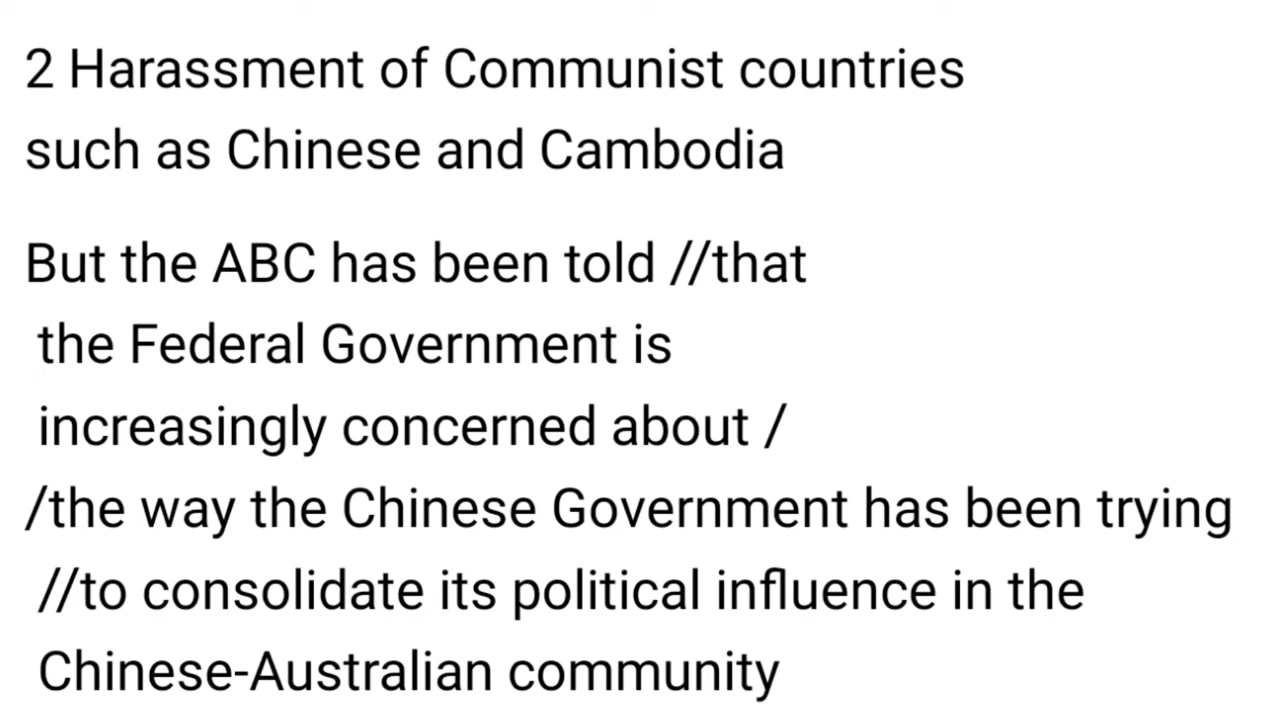 2 Harassment of Communist countries
such as Chinese and Cambodia
But the ABC has been told //that
the Federal Government is
increasingly concerned about /
/the way the Chinese Government has been trying
//to consolidate its political influence in the
Chinese-Australian community